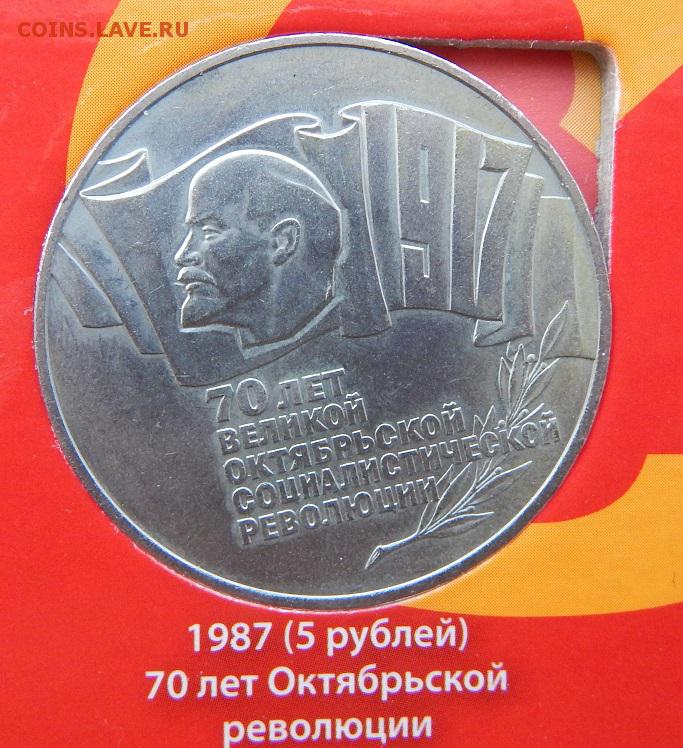 COINS.LAVE.RU
1917
70 ЛЕТ
ВЕЛИКОЙ
ОКТЯБРЬСКОЙ
СОЦИАЛИСТИЧЕСКОЙ
РЕВОЛЮЦИИ
1987 (5 рублей)
70 лет Октябрьской
революции